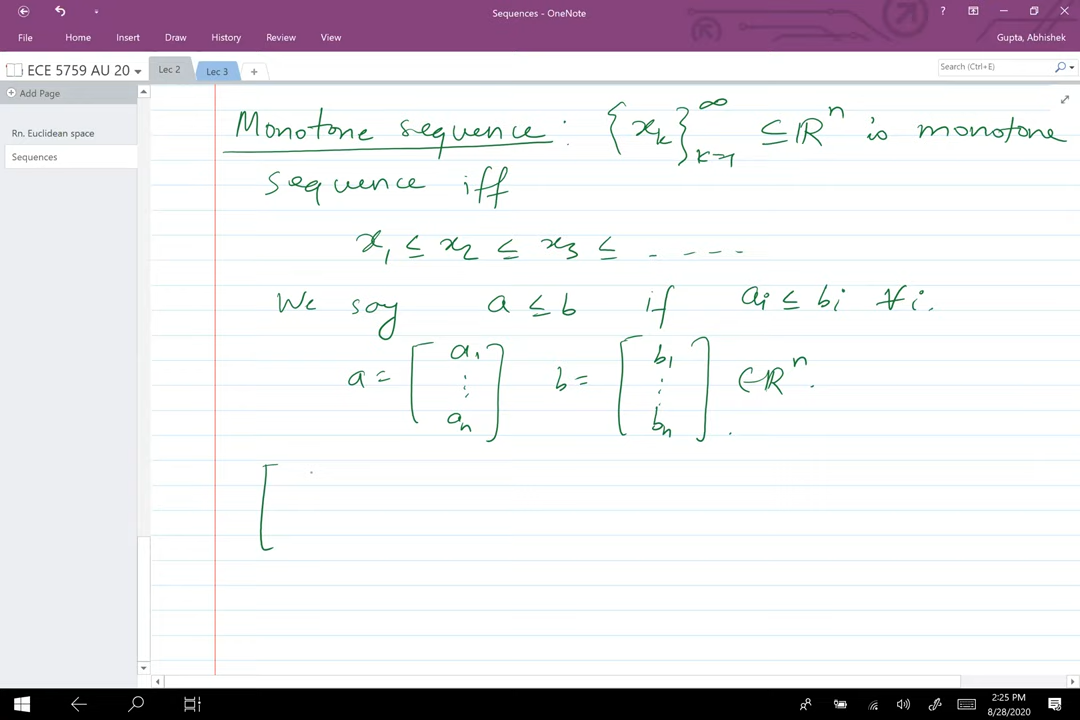 Sequences - OneNote
Gupta, Abhishek
File Home Insert Draw History Review View
ECE 5759 AU 20
Lec 2
Lec 3
Search (Ctrl+E)
Add Page
Rn. Euclidean space
Sequences
Monotone sequence : {x_k}_{k=1}^∞ ⊆ ℝ^n is monotone
sequence iff
x_1 ≤ x_2 ≤ x_3 ≤ . - - - -
We say a ≤ b if a_i ≤ b_i ∀i.
a = [a_1 ⋮ a_n] b = [b_1 ⋮ b_n] ∈ ℝ^n.
[
2:25 PM
8/28/2020